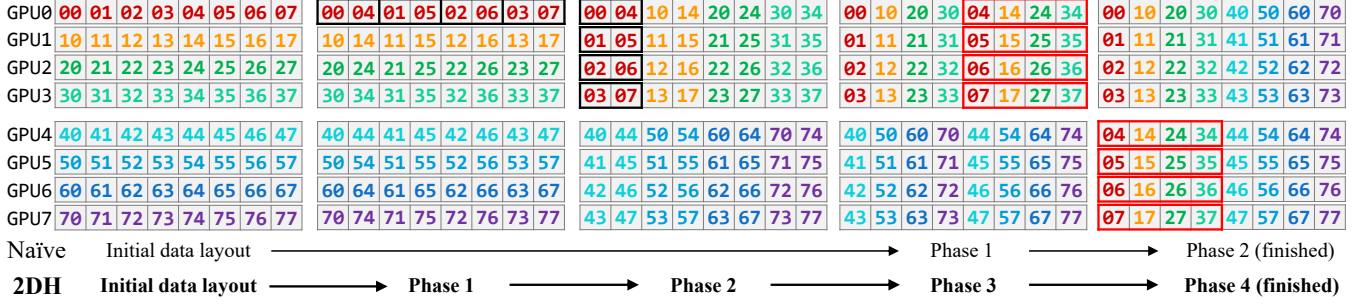 GPU0 00 01 02 03 04 05 06 07 00 04 01 05 02 06 03 07 00 04 10 14 20 24 30 34 00 10 20 30 04 14 24 34 00 10 20 30 40 50 60 70
GPU1 10 11 12 13 14 15 16 17 10 14 11 15 12 16 13 17 01 05 11 15 21 25 31 35 01 11 21 31 05 15 25 35 01 11 21 31 41 51 61 71
GPU2 20 21 22 23 24 25 26 27 20 24 21 25 22 26 23 27 02 06 12 16 22 26 32 36 02 12 22 32 06 16 26 36 02 12 22 32 42 52 62 72
GPU3 30 31 32 33 34 35 36 37 30 34 31 35 32 36 33 37 03 07 13 17 23 27 33 37 03 13 23 33 07 17 27 37 03 13 23 33 43 53 63 73
GPU4 40 41 42 43 44 45 46 47 40 44 41 45 42 46 43 47 40 44 50 54 60 64 70 74 40 50 60 70 44 54 64 74 04 14 24 34 44 54 64 74
GPU5 50 51 52 53 54 55 56 57 50 54 51 55 52 56 53 57 41 45 51 55 61 65 71 75 41 51 61 71 45 55 65 75 05 15 25 35 45 55 65 75
GPU6 60 61 62 63 64 65 66 67 60 64 61 65 62 66 63 67 42 46 52 56 62 66 72 76 42 52 62 72 46 56 66 76 06 16 26 36 46 56 66 76
GPU7 70 71 72 73 74 75 76 77 70 74 71 75 72 76 73 77 43 47 53 57 63 67 73 77 43 53 63 73 47 57 67 77 07 17 27 37 47 57 67 77
Naïve Initial data layout Phase 1 Phase 2 (finished)
2DH Initial data layout Phase 1 Phase 2 Phase 3 Phase 4 (finished)